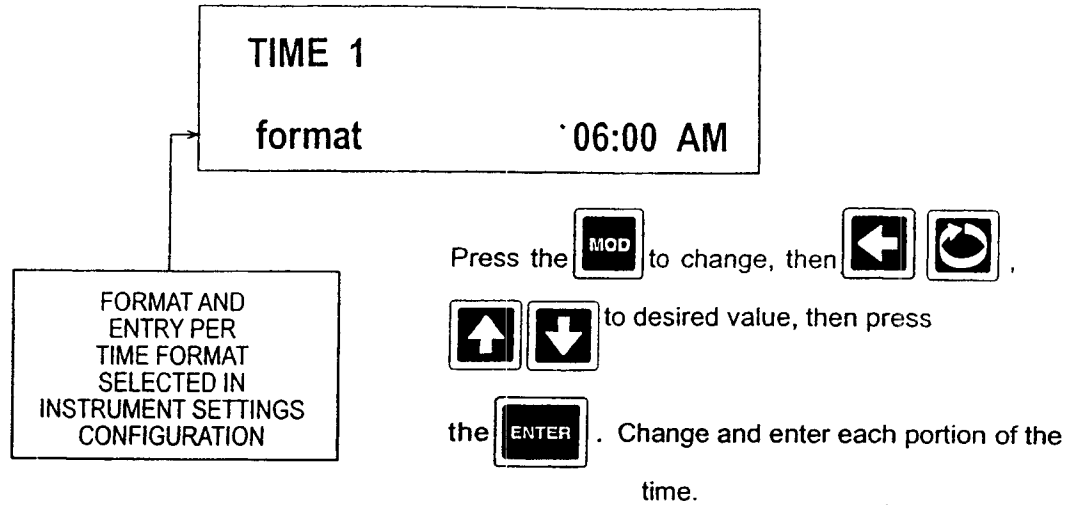 TIME 1
format 06:00 AM
FORMAT AND
ENTRY PER
TIME FORMAT
SELECTED IN
INSTRUMENT SETTINGS
CONFIGURATION
Press the MOD to change, then ,
to desired value, then press
the ENTER . Change and enter each portion of the
time.